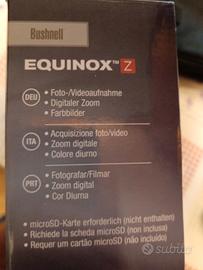 Bushnell
EQUINOX™ Z
DEU • Foto-/Videoaufnahme
• Digitaler Zoom
• Farbbilder
ITA • Acquisizione foto/video
• Zoom digitale
• Colore diurno
PRT • Fotografar/Filmar
• Zoom digital
• Cor Diurna
• microSD-Karte erforderlich (nicht enthalten)
• Richiede la scheda microSD (non inclusa)
• Requer um cartão microSD (não incluído)
subito